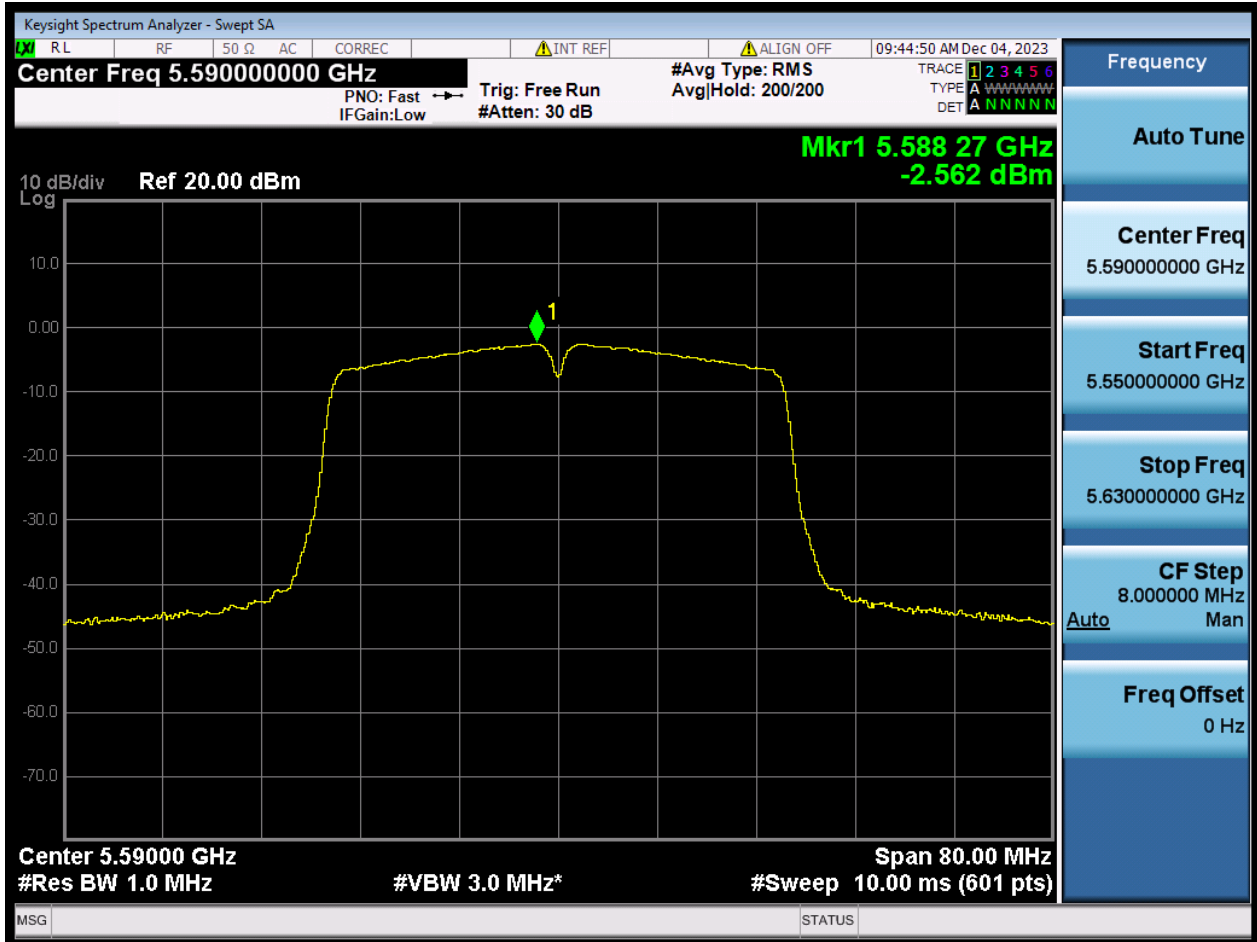 Keysight Spectrum Analyzer - Swept SA
LXI RL RF 50 Ω AC CORREC INT REF ALIGN OFF 09:44:50 AM Dec 04, 2023
Center Freq 5.590000000 GHz
PNO: Fast
IFGain:Low
Trig: Free Run
#Atten: 30 dB
#Avg Type: RMS
Avg|Hold: 200/200
TRACE 1 2 3 4 5 6
TYPE A WWWWW
DET A N N N N N
Mkr1 5.588 27 GHz
-2.562 dBm
10 dB/div Ref 20.00 dBm
Log
10.0
0.00
-10.0
-20.0
-30.0
-40.0
-50.0
-60.0
-70.0
1
Center 5.59000 GHz Span 80.00 MHz
#Res BW 1.0 MHz #VBW 3.0 MHz* #Sweep 10.00 ms (601 pts)
MSG STATUS
Frequency
Auto Tune
Center Freq
5.590000000 GHz
Start Freq
5.550000000 GHz
Stop Freq
5.630000000 GHz
CF Step
8.000000 MHz
Auto Man
Freq Offset
0 Hz